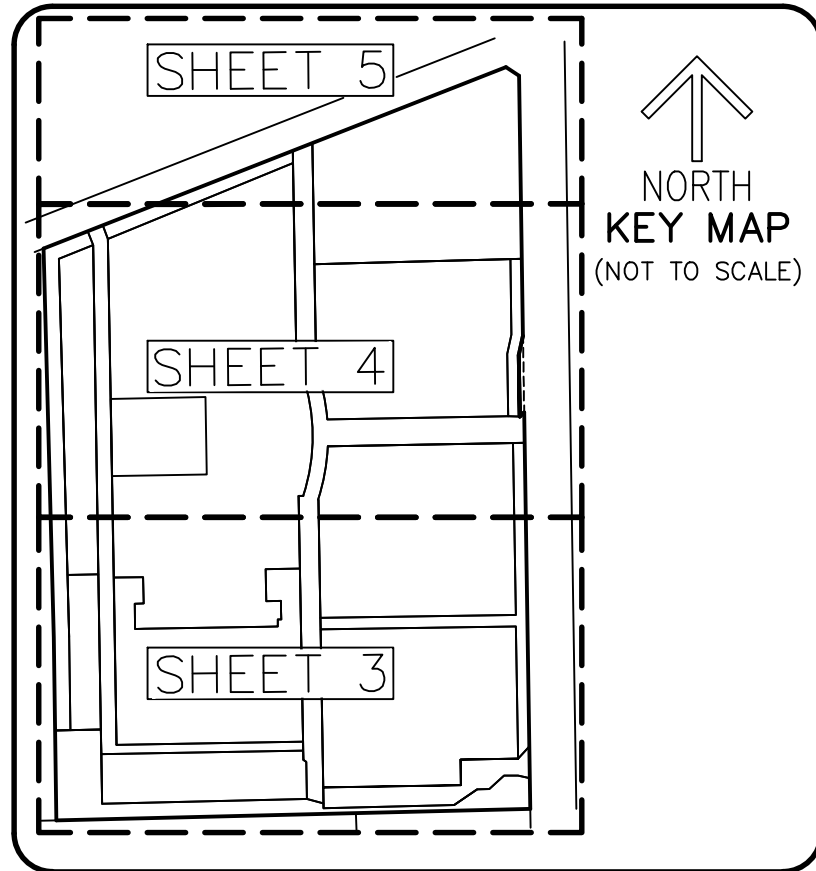 SHEET 5
NORTH
KEY MAP
(NOT TO SCALE)
SHEET 4
SHEET 3